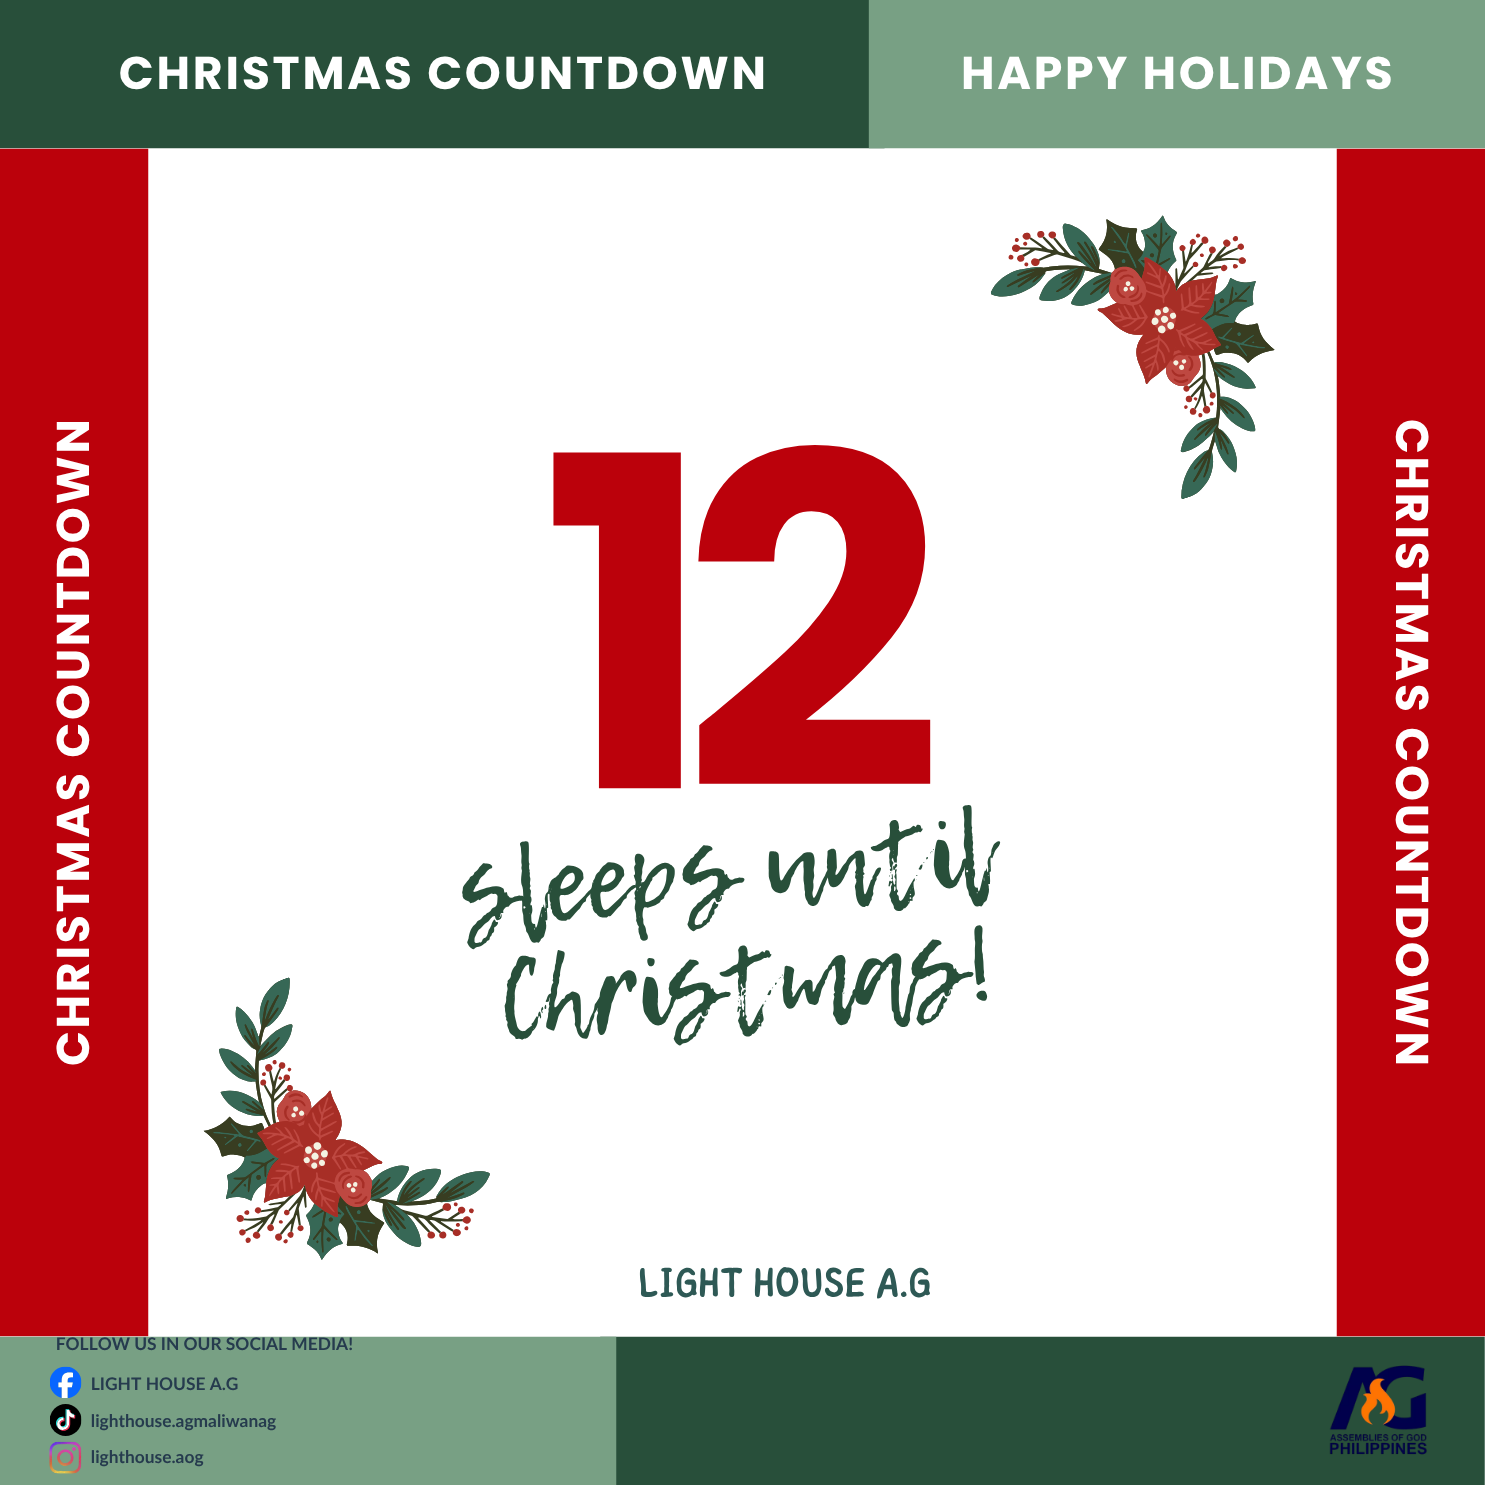 CHRISTMAS COUNTDOWN
HAPPY HOLIDAYS
CHRISTMAS COUNTDOWN
CHRISTMAS COUNTDOWN
12
sleeps until
Christmas!
LIGHT HOUSE A.G
FOLLOW US IN OUR SOCIAL MEDIA!
LIGHT HOUSE A.G
lighthouse.agmaliwanag
lighthouse.aog
AG
ASSEMBLIES OF GOD
PHILIPPINES